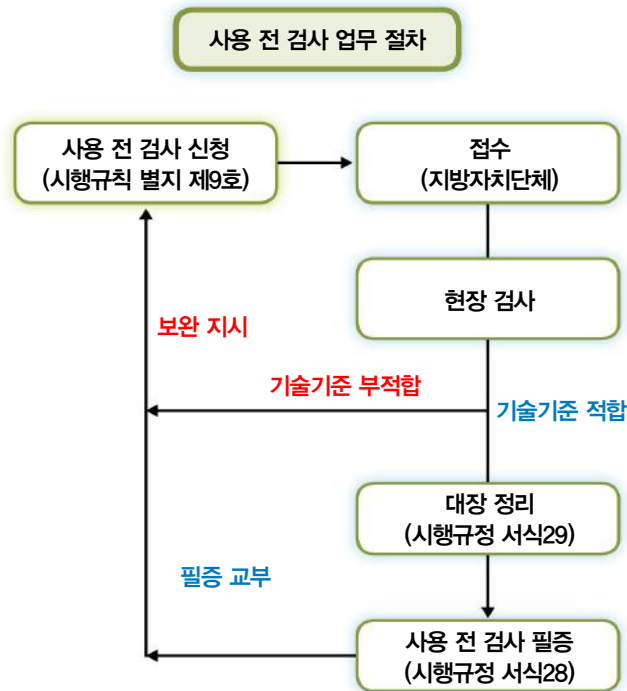 사용 전 검사 업무 절차
사용 전 검사 신청
(시행규칙 별지 제9호)
접수
(지방자치단체)
현장 검사
보완 지시
기술기준 부적합
기술기준 적합
대장 정리
(시행규정 서식29)
필증 교부
사용 전 검사 필증
(시행규정 서식28)